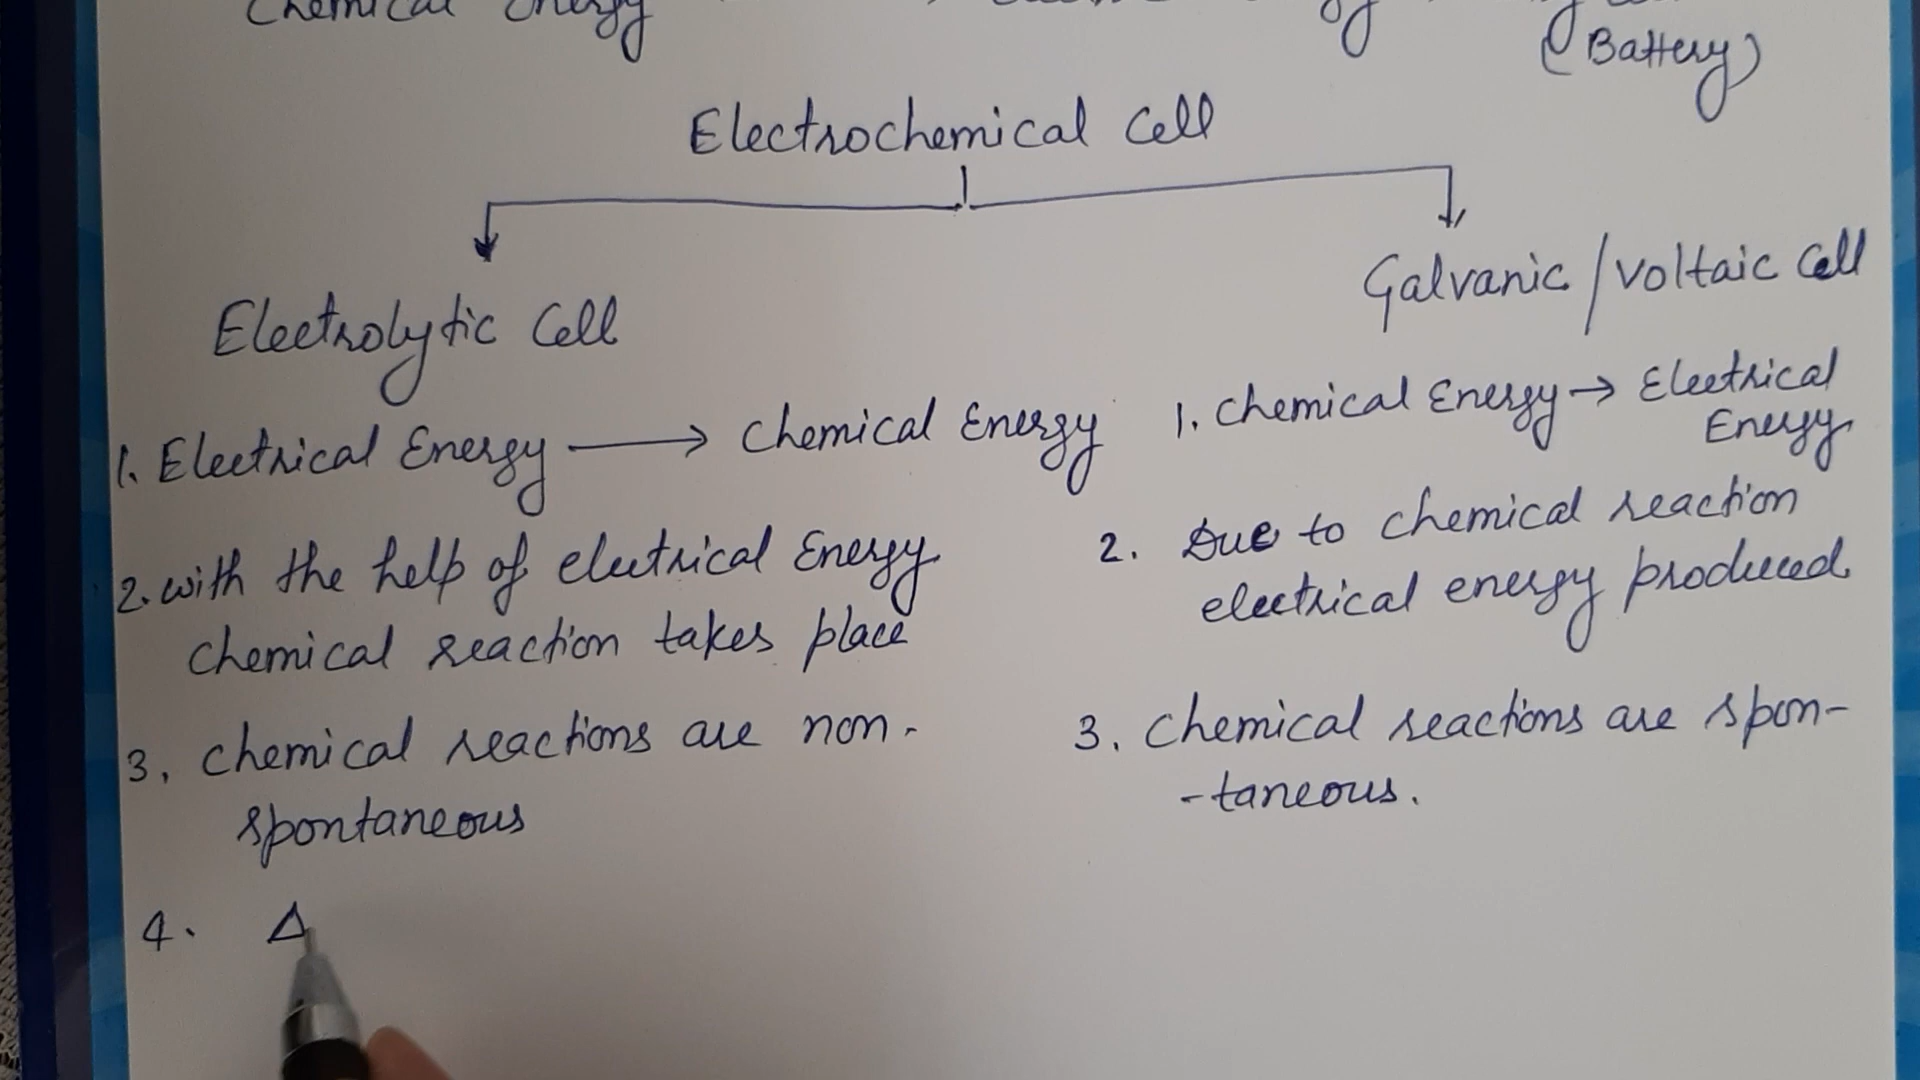 Chemical Energy
(Battery)
Electrochemical Cell
Electrolytic Cell
Galvanic / voltaic Cell
1. Electrical Energy → Chemical Energy
2. with the help of electrical Energy
chemical reaction takes place
3. chemical reactions are non-
spontaneous
4. Δ
1. Chemical Energy → Electrical
Energy
2. Due to chemical reaction
electrical energy produced
3. Chemical reactions are spon-
-taneous.